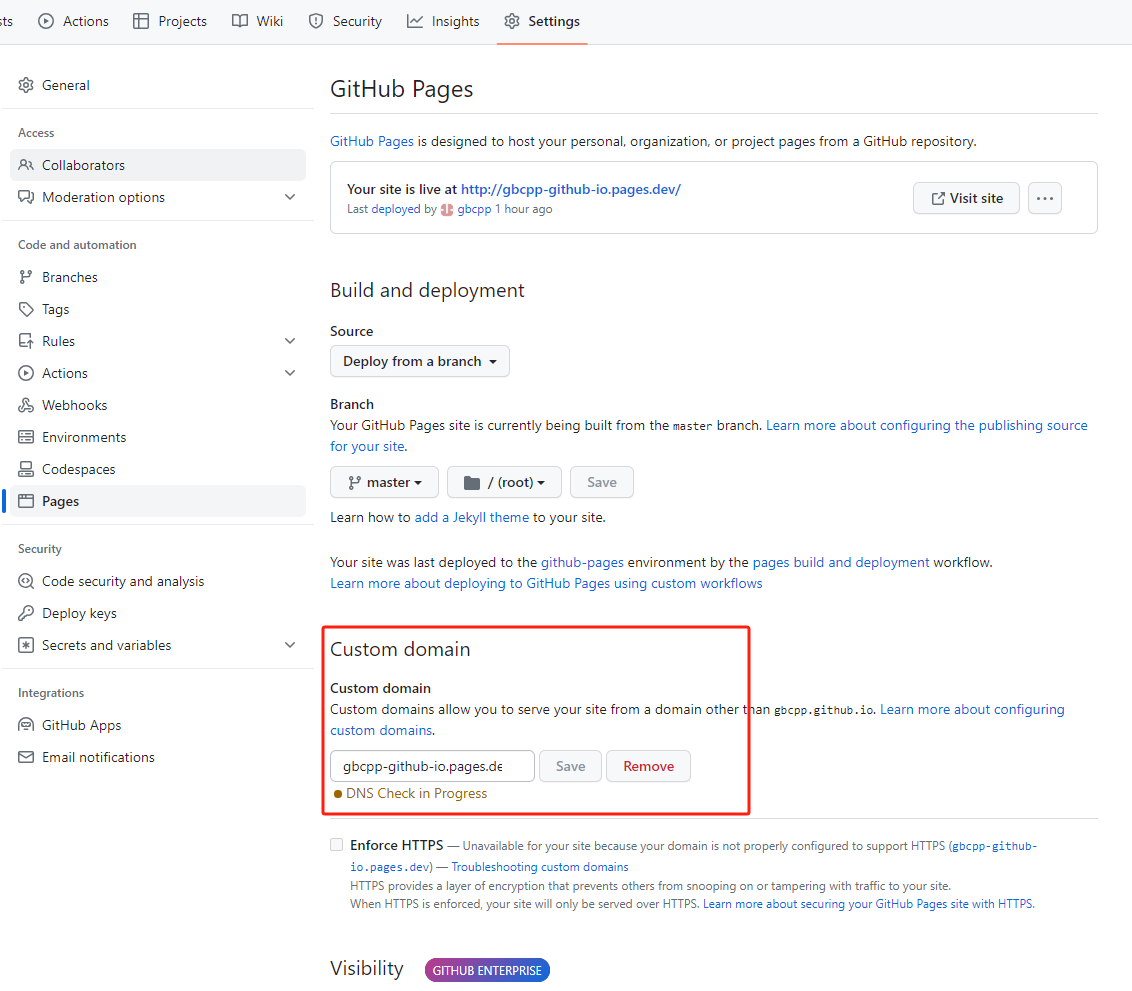 sts Actions Projects Wiki Security Insights Settings
General
Access
Collaborators
Moderation options
Code and automation
Branches
Tags
Rules
Actions
Webhooks
Environments
Codespaces
Pages
Security
Code security and analysis
Deploy keys
Secrets and variables
Integrations
GitHub Apps
Email notifications
GitHub Pages
GitHub Pages is designed to host your personal, organization, or project pages from a GitHub repository.
Your site is live at http://gbcpp-github-io.pages.dev/
Last deployed by gbcpp 1 hour ago
Visit site
Build and deployment
Source
Deploy from a branch
Branch
Your GitHub Pages site is currently being built from the master branch. Learn more about configuring the publishing source
for your site.
master / (root) Save
Learn how to add a Jekyll theme to your site.
Your site was last deployed to the github-pages environment by the pages build and deployment workflow.
Learn more about deploying to GitHub Pages using custom workflows
Custom domain
Custom domain
Custom domains allow you to serve your site from a domain other than gbcpp.github.io. Learn more about configuring
custom domains.
gbcpp-github-io.pages.de Save Remove
DNS Check in Progress
Enforce HTTPS — Unavailable for your site because your domain is not properly configured to support HTTPS (gbcpp-github-
io.pages.dev) — Troubleshooting custom domains
HTTPS provides a layer of encryption that prevents others from snooping on or tampering with traffic to your site.
When HTTPS is enforced, your site will only be served over HTTPS. Learn more about securing your GitHub Pages site with HTTPS.
Visibility GITHUB ENTERPRISE